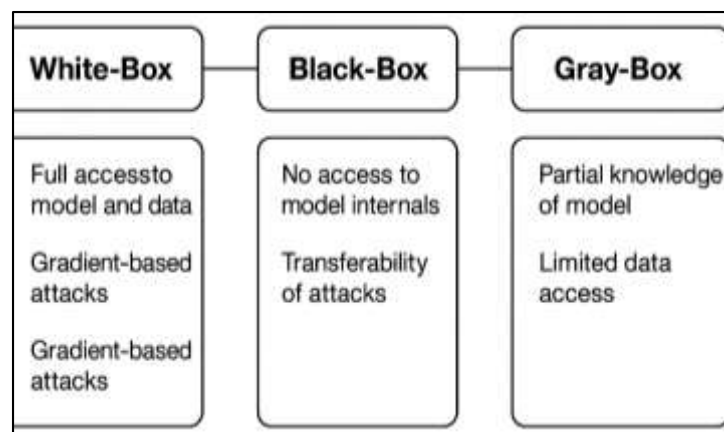 White-Box
Black-Box
Gray-Box
Full accessto
model and data
Gradient-based
attacks
Gradient-based
attacks
No access to
model internals
Transferability
of attacks
Partial knowledge
of model
Limited data
access